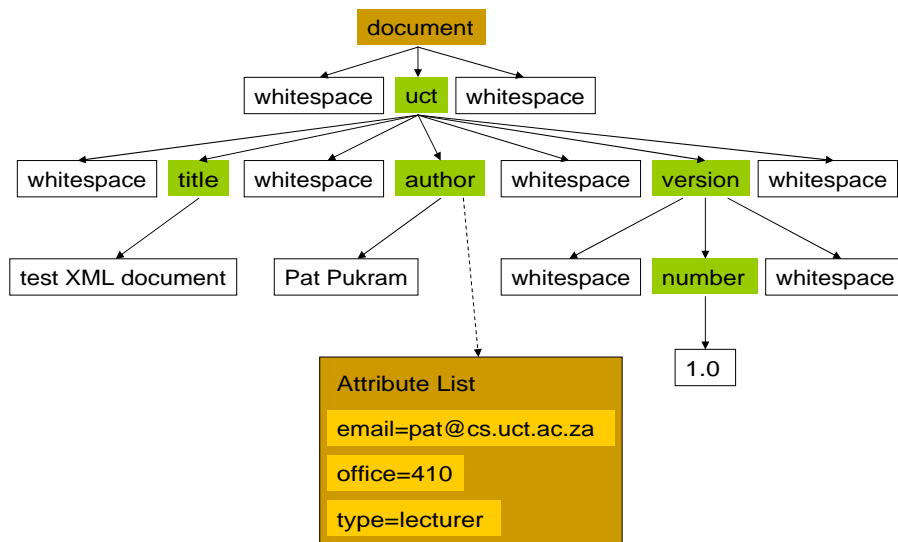 document
whitespace uct whitespace
whitespace title whitespace author whitespace version whitespace
test XML document Pat Pukram whitespace number whitespace
1.0
Attribute List
email=pat@cs.uct.ac.za
office=410
type=lecturer